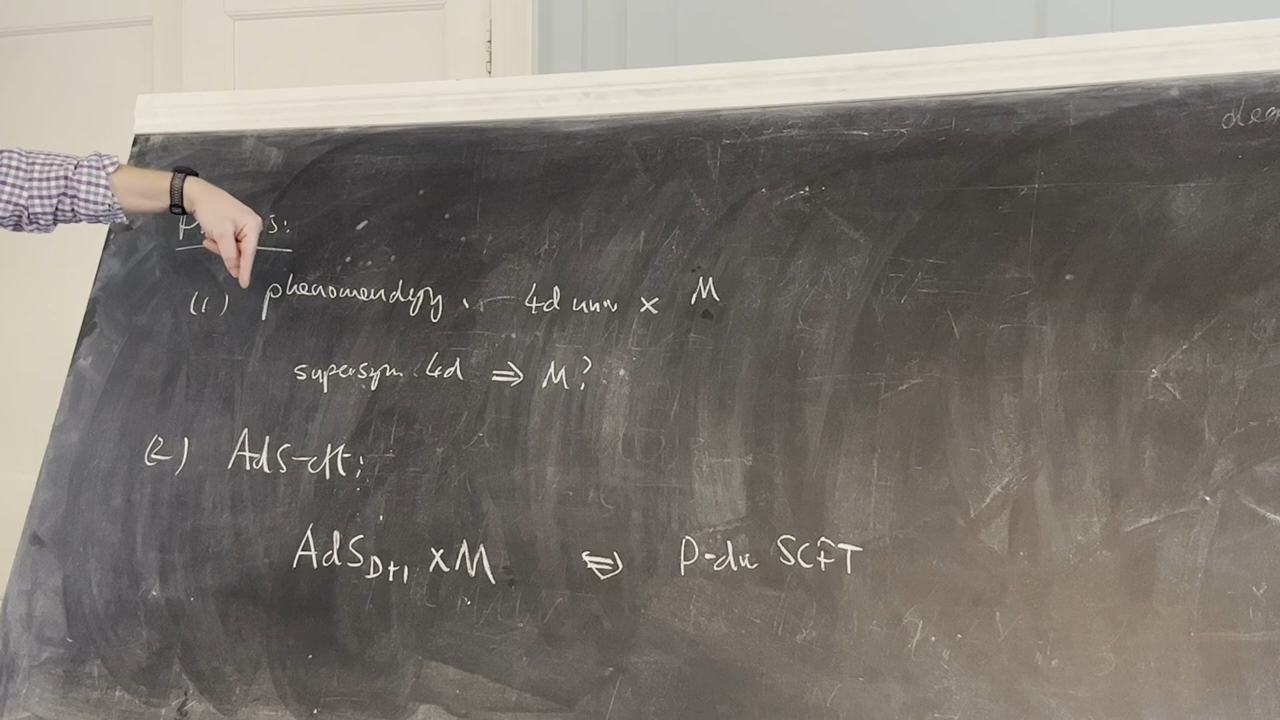 (1) phenomenology : 4d univ × M
supersym. 4d ⇒ M?
(2) AdS-cft:
AdS_{D+1} × M ⇔ D-dim SCFT